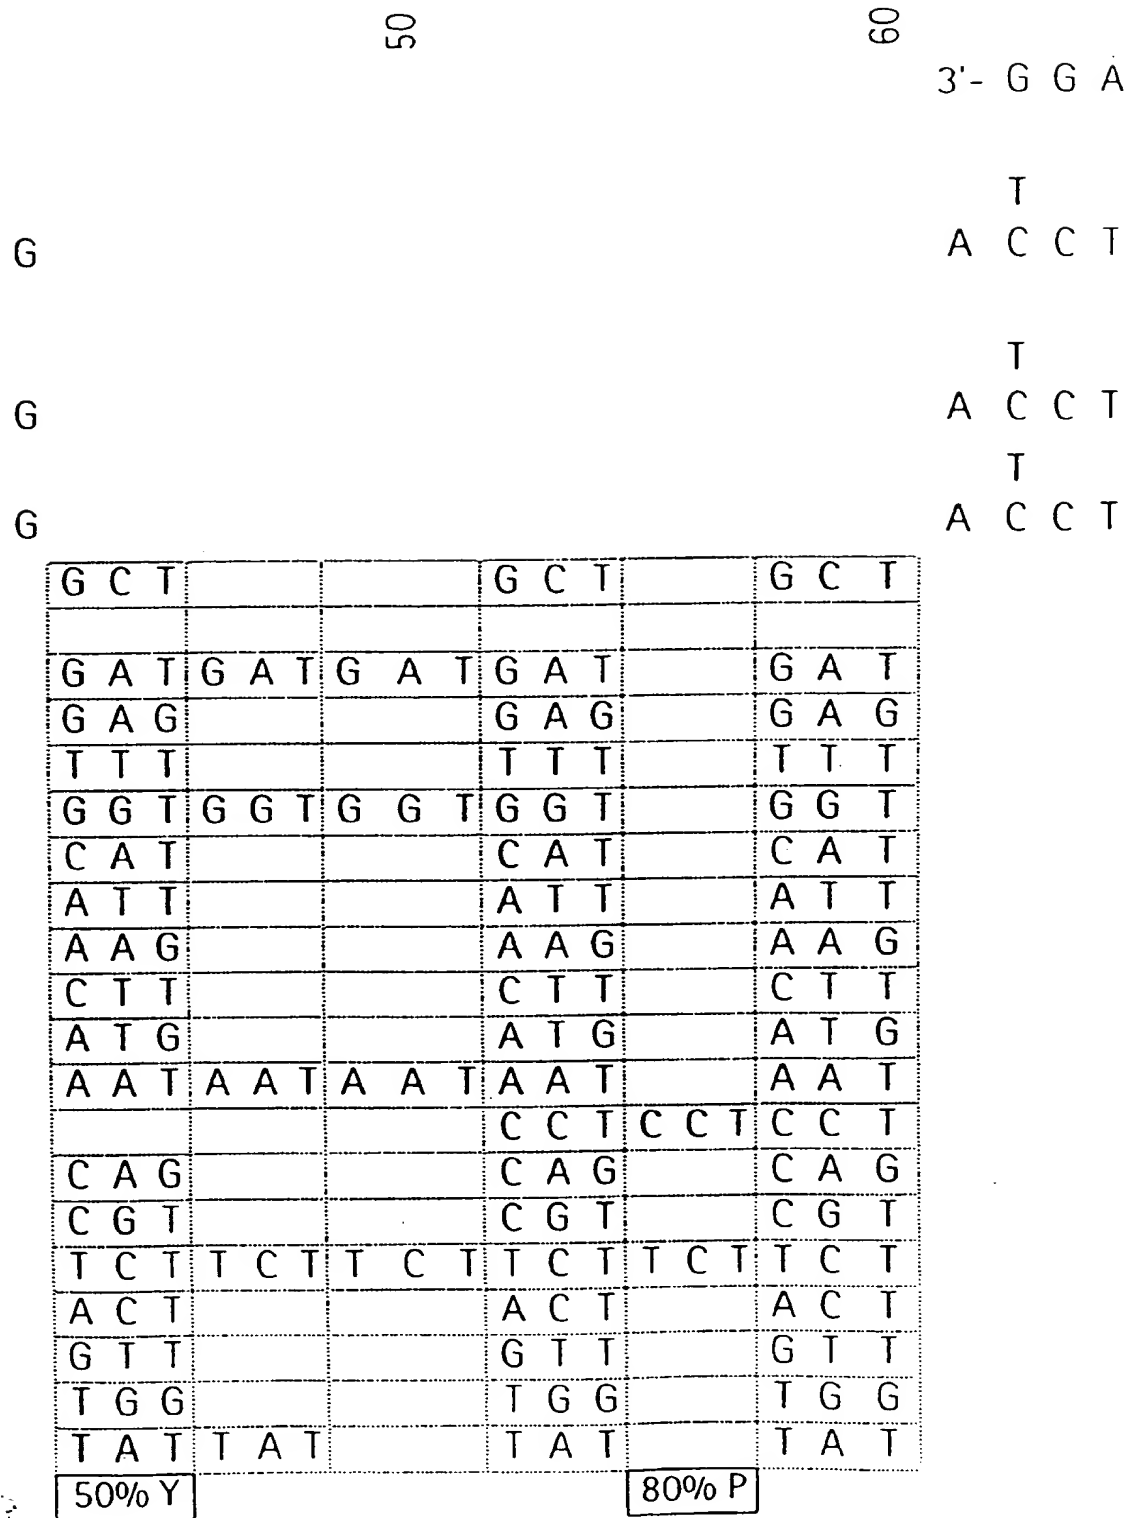 50 60
3'- G G A
T
G A C C T
T
G A C C T
T
G A C C T
G C T G C T G C T
G A T G A T G A T G A T G A T
G A G G A G G A G
T T T T T T T T T
G G T G G T G G T G G T G G T
C A T C A T C A T
A T T A T T A T T
A A G A A G A A G
C T T C T T C T T
A T G A T G A T G
A A T A A T A A T A A T A A T
C C T C C T C C T
C A G C A G C A G
C G T C G T C G T
T C T T C T T C T T C T T C T T C T
A C T A C T A C T
G T T G T T G T T
T G G T G G T G G
T A T T A T T A T T A T
50% Y 80% P